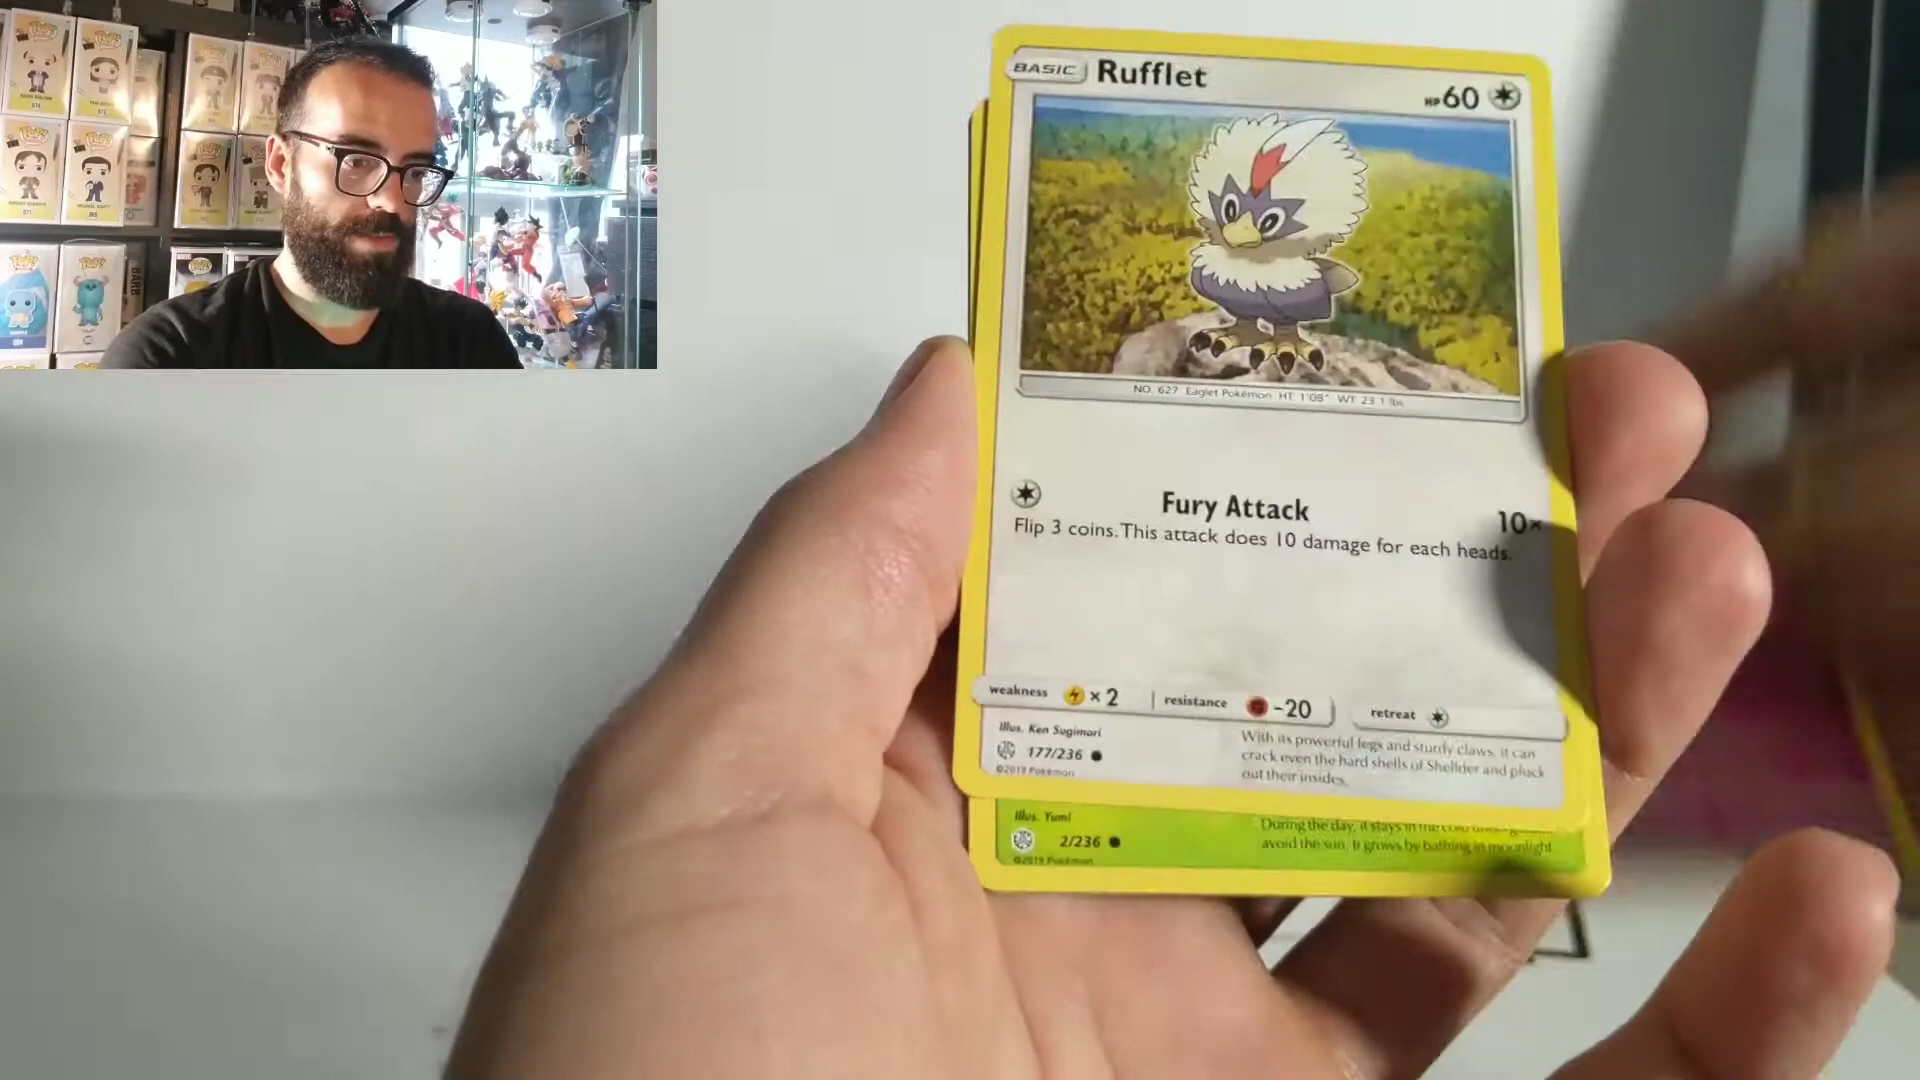 BASIC Rufflet HP 60
NO. 627 Eaglet Pokémon HT 1'08" WT 23.1 lbs.
Fury Attack 10×
Flip 3 coins. This attack does 10 damage for each heads.
weakness × 2 resistance -20 retreat
Illus. Ken Sugimori
177/236
©2019 Pokémon
With its powerful legs and sturdy claws, it can
crack even the hard shells of Shellder and pluck
out their insides.
Illus. Yumi
2/236
©2019 Pokémon
During the day, it stays in the cold
avoid the sun. It grows by bathing in moonlight
BARB